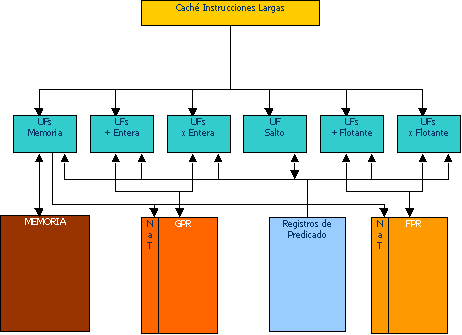 Caché Instrucciones Largas
UFs
Memoria
UFs
+ Entera
UFs
x Entera
UF
Salto
UFs
+ Flotante
UFs
x Flotante
MEMORIA
N
a
T
GPR
Registros de
Predicado
N
a
T
FPR